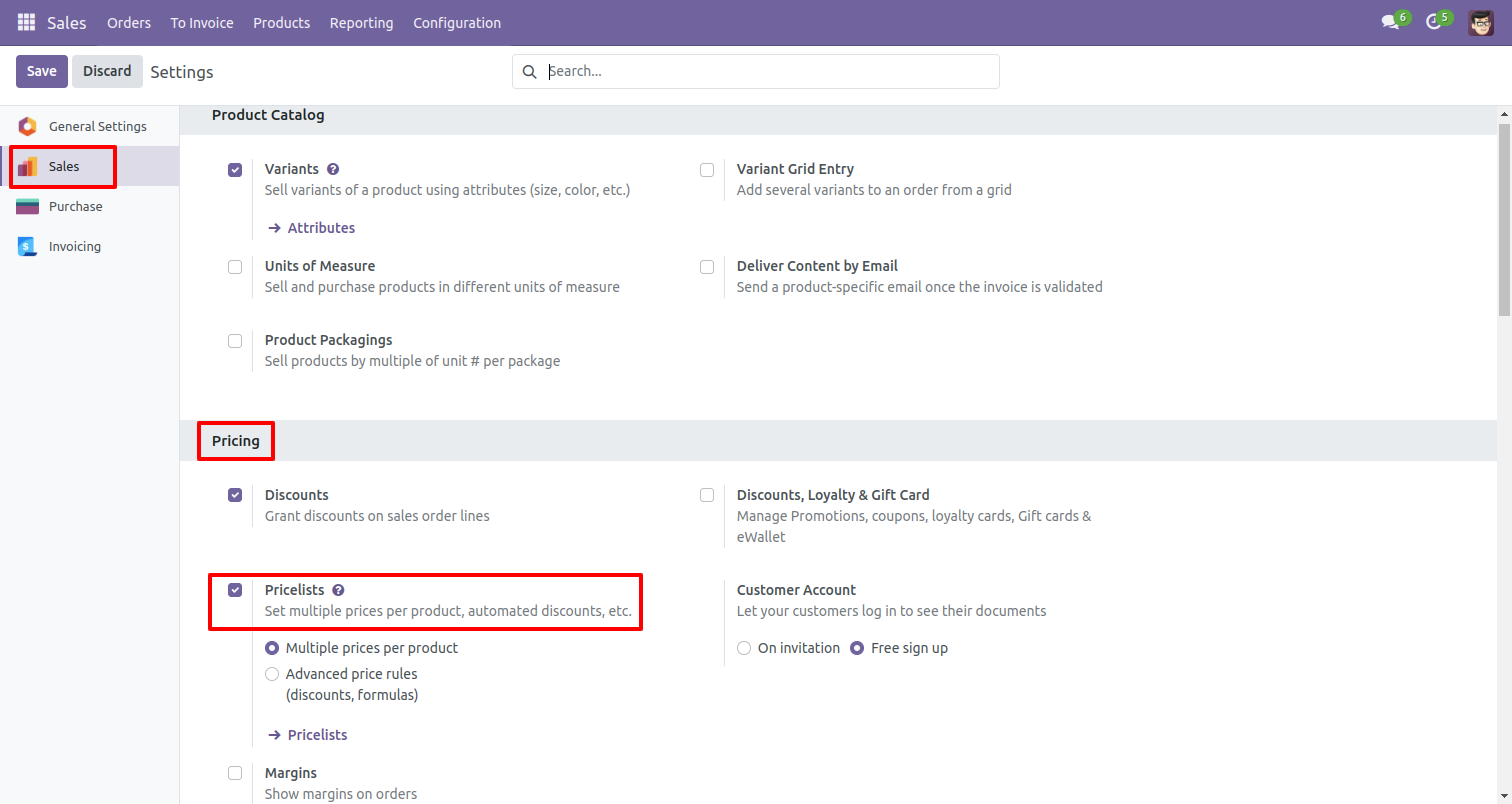 Sales Orders To Invoice Products Reporting Configuration 6 5
Save Discard Settings Search...
General Settings
Sales
Purchase
Invoicing
Product Catalog
Variants ?
Sell variants of a product using attributes (size, color, etc.)
Attributes
Variant Grid Entry
Add several variants to an order from a grid
Units of Measure
Sell and purchase products in different units of measure
Deliver Content by Email
Send a product-specific email once the invoice is validated
Product Packagings
Sell products by multiple of unit # per package
Pricing
Discounts
Grant discounts on sales order lines
Discounts, Loyalty & Gift Card
Manage Promotions, coupons, loyalty cards, Gift cards &
eWallet
Pricelists ?
Set multiple prices per product, automated discounts, etc.
Multiple prices per product
Advanced price rules
(discounts, formulas)
Pricelists
Customer Account
Let your customers log in to see their documents
On invitation Free sign up
Margins
Show margins on orders